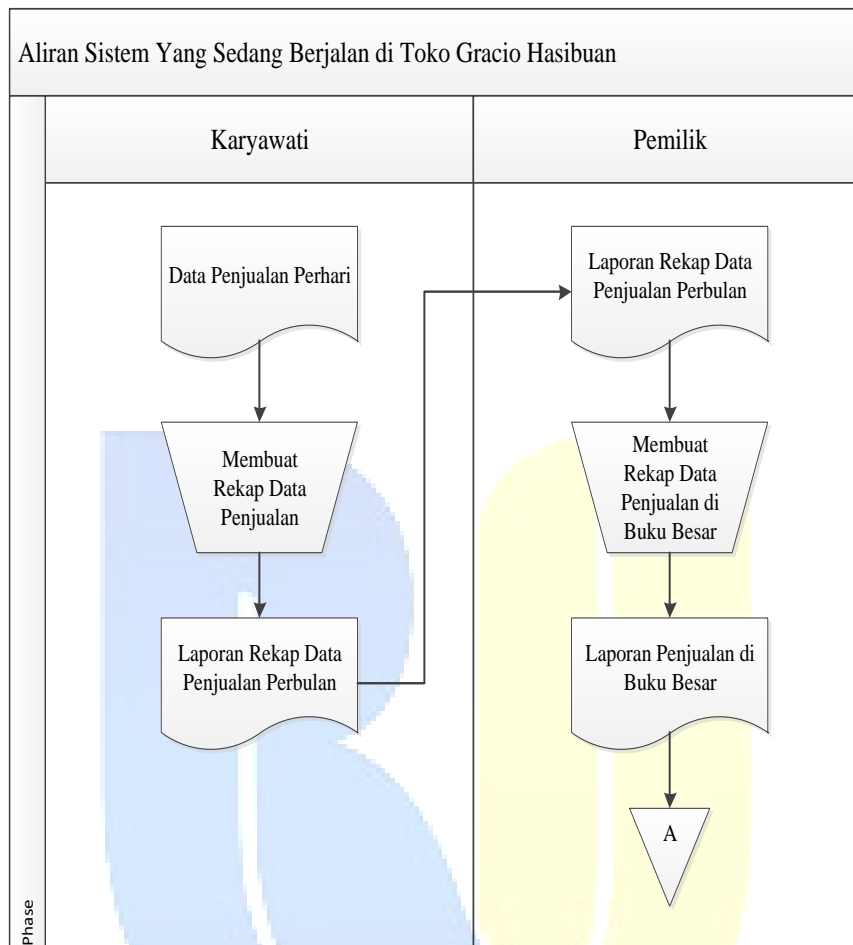 Aliran Sistem Yang Sedang Berjalan di Toko Gracio Hasibuan
Karyawati
Pemilik
Data Penjualan Perhari
Membuat
Rekap Data
Penjualan
Laporan Rekap Data
Penjualan Perbulan
Laporan Rekap Data
Penjualan Perbulan
Membuat
Rekap Data
Penjualan di
Buku Besar
Laporan Penjualan di
Buku Besar
A
Phase